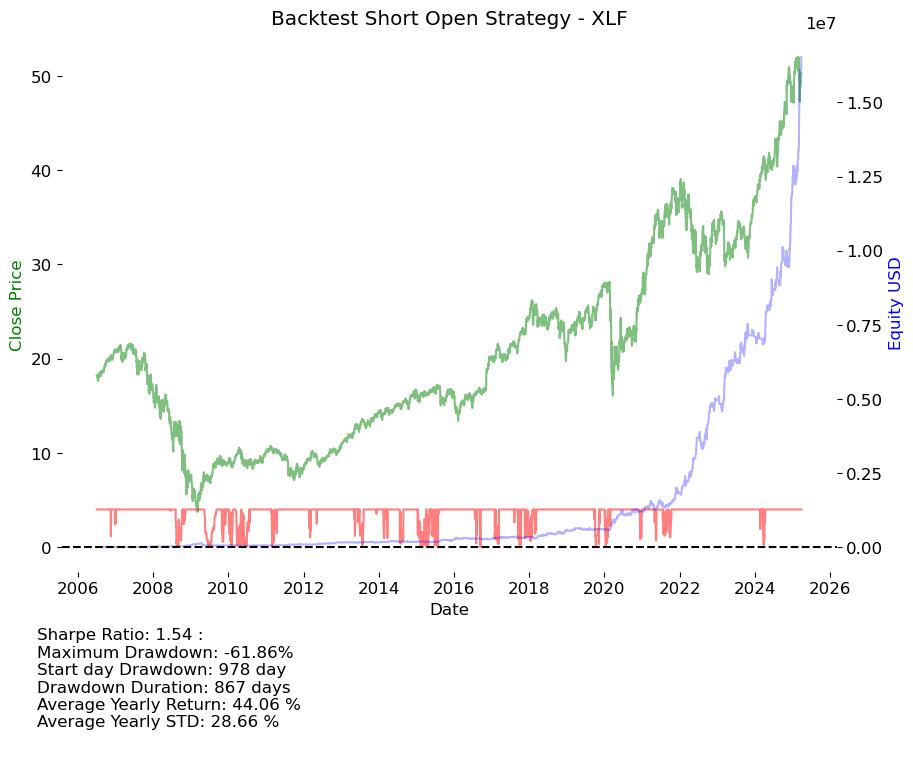 Backtest Short Open Strategy - XLF
1e7
50
40
30
20
10
0
Close Price
1.50
1.25
1.00
0.75
0.50
0.25
0.00
Equity USD
2006 2008 2010 2012 2014 2016 2018 2020 2022 2024 2026
Date
Sharpe Ratio: 1.54 :
Maximum Drawdown: -61.86%
Start day Drawdown: 978 day
Drawdown Duration: 867 days
Average Yearly Return: 44.06 %
Average Yearly STD: 28.66 %